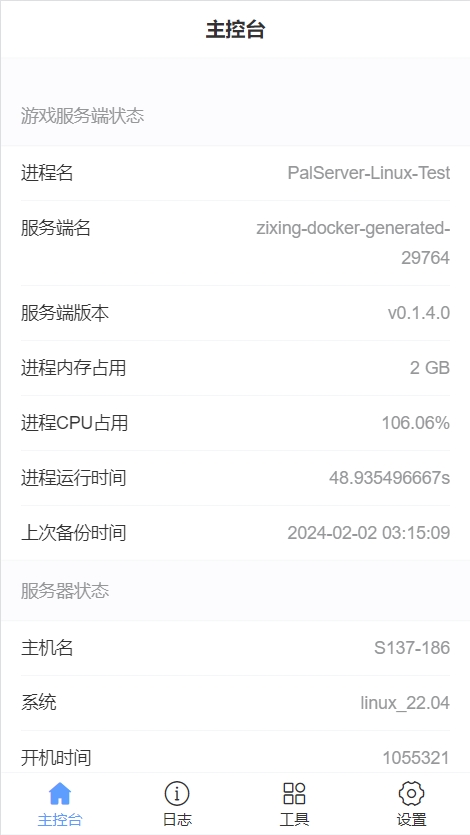 主控台
游戏服务端状态
进程名 PalServer-Linux-Test
服务端名 zixing-docker-generated-
29764
服务端版本 v0.1.4.0
进程内存占用 2 GB
进程CPU占用 106.06%
进程运行时间 48.935496667s
上次备份时间 2024-02-02 03:15:09
服务器状态
主机名 S137-186
系统 linux_22.04
开机时间 1055321
主控台 日志 工具 设置